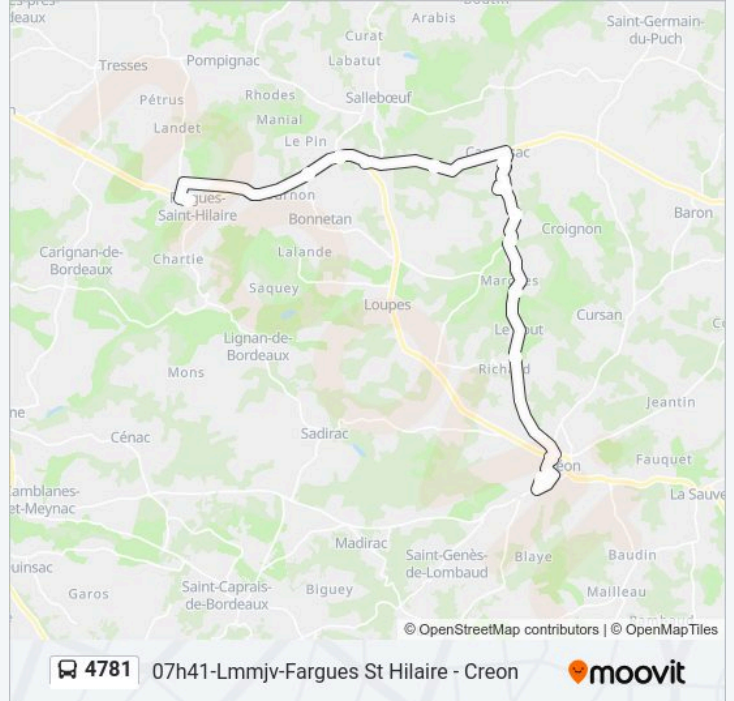 Saint-Germain-
du-Puch
Arabis
Curat
Tresses
Pompignac
Labatut
Pétrus
Rhodes
Sallebœuf
Landet
Manial
Le Pin
Saint-Hilaire
Bonnetan
Baron
Croignon
Carignan-de-
Bordeaux
Chartie
Lalande
Saquey
Loupes
Cursan
Lignan-de-
Bordeaux
Mons
Jeantin
Cénac
Sadirac
Fauquet
La Sauve
Madirac
Saint-Genès-
de-Lombaud
Blaye
Baudin
Garos
Saint-Caprais-
de-Bordeaux
Biguey
Mailleau
© OpenStreetMap contributors | © OpenMapTiles
4781 07h41-Lmmjv-Fargues St Hilaire - Creon
moovit